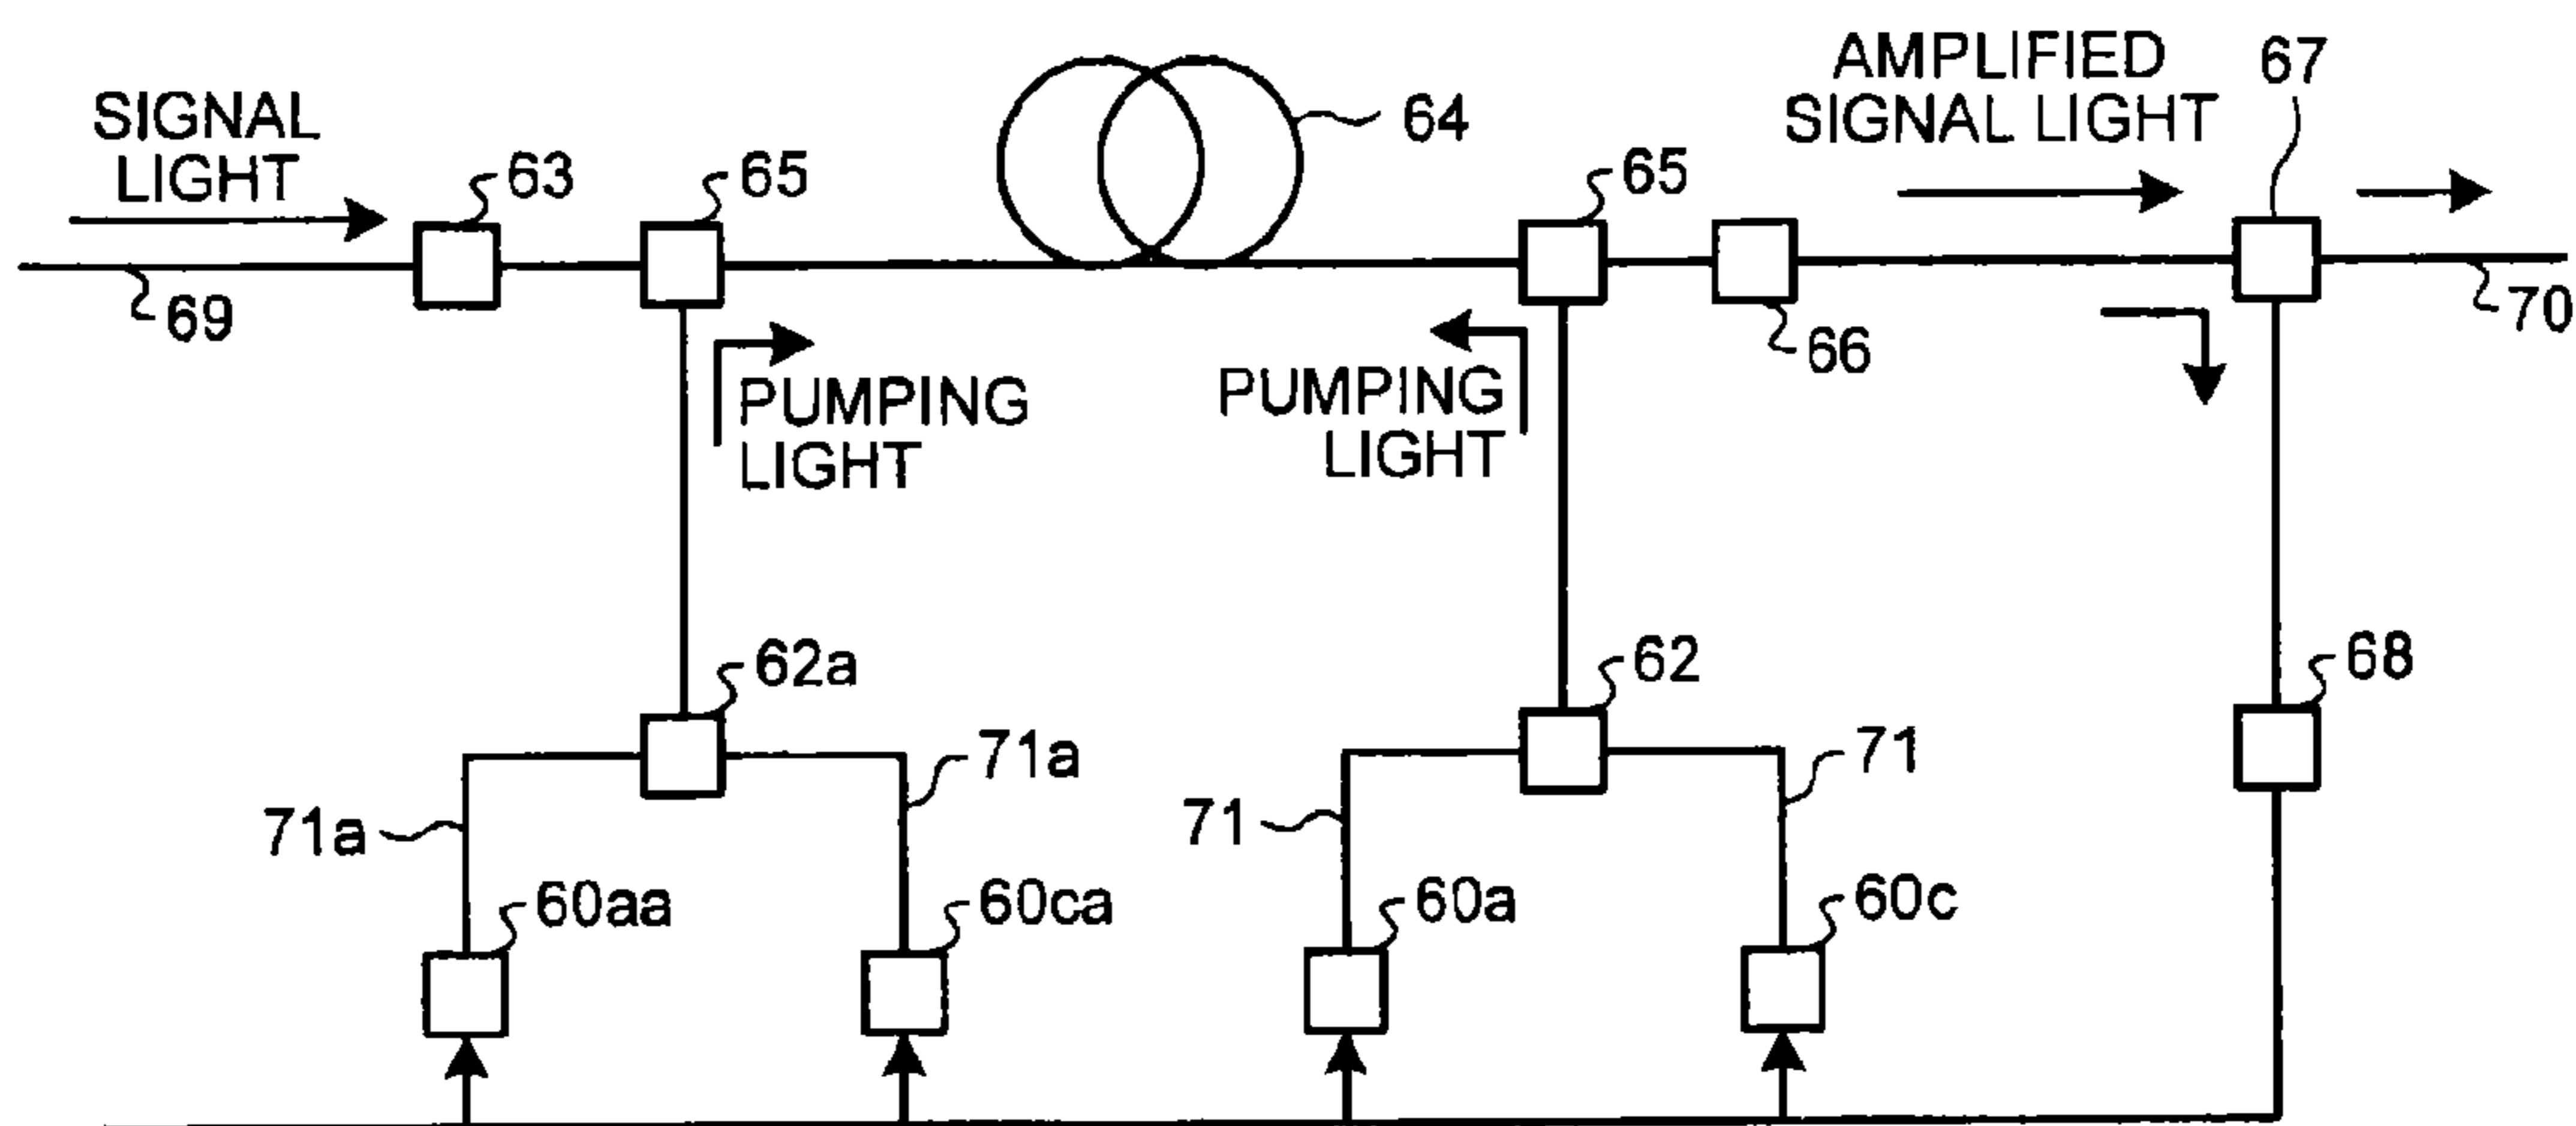 SIGNAL
LIGHT
63
65
64
65
AMPLIFIED
SIGNAL LIGHT
67
69
PUMPING
LIGHT
PUMPING
LIGHT
66
70
62a
62
68
71a
71a
71
71
60aa
60ca
60a
60c